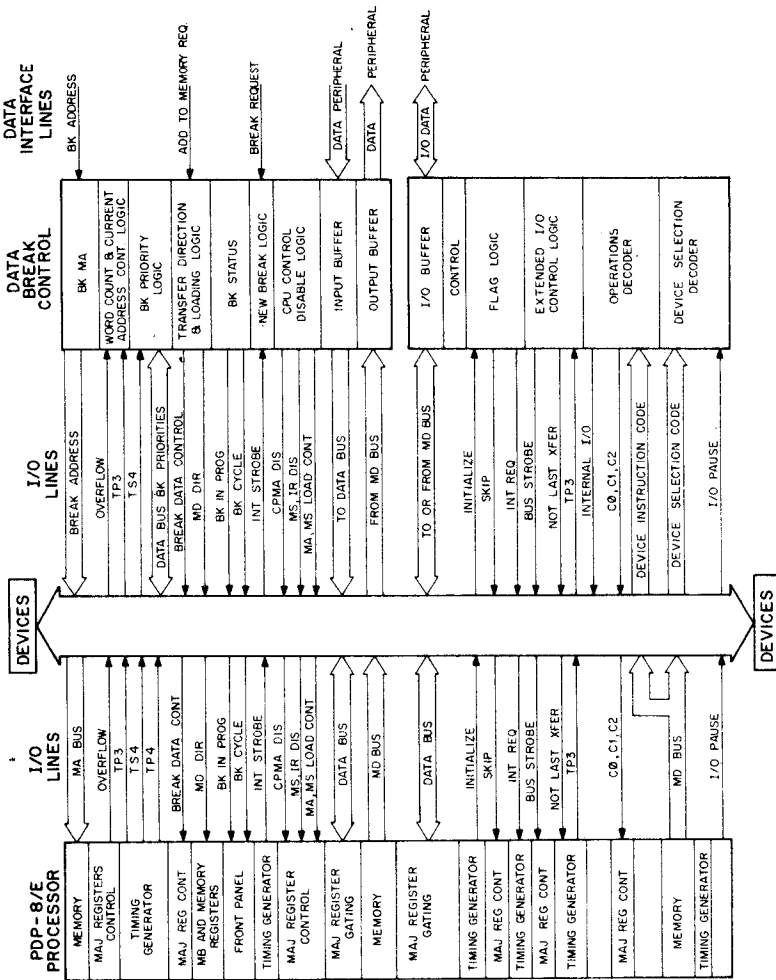 DEVICES
PDP-8/E
PROCESSOR
I/O
LINES
I/O
LINES
DATA
BREAK
CONTROL
DATA
INTERFACE
LINES
MEMORY
MAJ REGISTERS
CONTROL
TIMING
GENERATOR
MAJ REG CONT
MB AND MEMORY
REGISTERS
FRONT PANEL
TIMING GENERATOR
MAJ REGISTER
CONTROL
MAJ REGISTER
GATING
MEMORY
MAJ REGISTER
GATING
TIMING GENERATOR
MAJ REG CONT
TIMING GENERATOR
MAJ REG CONT
TIMING GENERATOR
MAJ REG CONT
MEMORY
TIMING GENERATOR
MA BUS
OVERFLOW
TP3
TS4
TP4
BREAK DATA CONT
MD DIR
BK IN PROG
BK CYCLE
INT STROBE
CPMA DIS
MS,IR DIS
MA,MS LOAD CONT
DATA BUS
MD BUS
DATA BUS
INITIALIZE
SKIP
INT REQ
BUS STROBE
NOT LAST XFER
TP3
CØ,C1,C2
MD BUS
I/O PAUSE
BREAK ADDRESS
OVERFLOW
TP3
TS4
DATA BUS BK PRIORITIES
BREAK DATA CONTROL
MD DIR
BK IN PROG
BK CYCLE
INT STROBE
CPMA DIS
MS,IR DIS
MA, MS LOAD CONT
TO DATA BUS
FROM MD BUS
TO OR FROM MD BUS
INITIALIZE
SKIP
INT REQ
BUS STROBE
NOT LAST XFER
TP3
INTERNAL I/O
CØ, C1, C2
DEVICE INSTRUCTION CODE
DEVICE SELECTION CODE
I/O PAUSE
BK MA
WORD COUNT & CURRENT
ADDRESS CONT. LOGIC
BK PRIORITY
LOGIC
TRANSFER DIRECTION
& LOADING LOGIC
BK STATUS
NEW BREAK LOGIC
CPU CONTROL
DISABLE LOGIC
INPUT BUFFER
OUTPUT BUFFER
I/O BUFFER
CONTROL
FLAG LOGIC
EXTENDED I/O
CONTROL LOGIC
OPERATIONS
DECODER
DEVICE SELECTION
DECODER
BK ADDRESS
ADD TO MEMORY REQ.
BREAK REQUEST
DATA PERIPHERAL
DATA PERIPHERAL
I/O DATA PERIPHERAL
DEVICES